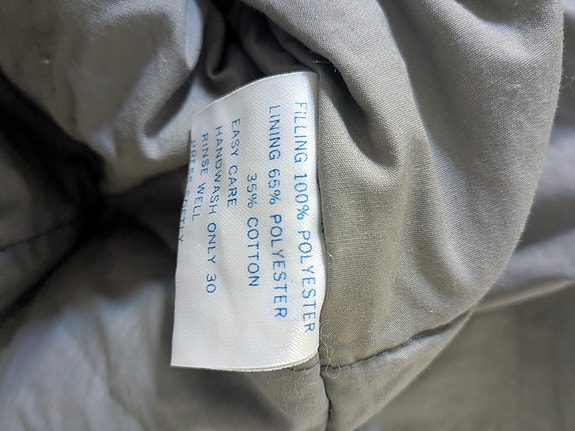 FILLING 100% POLYESTER
LINING 65% POLYESTER
35% COTTON
EASY CARE
HANDWASH ONLY 30
RINSE WELL